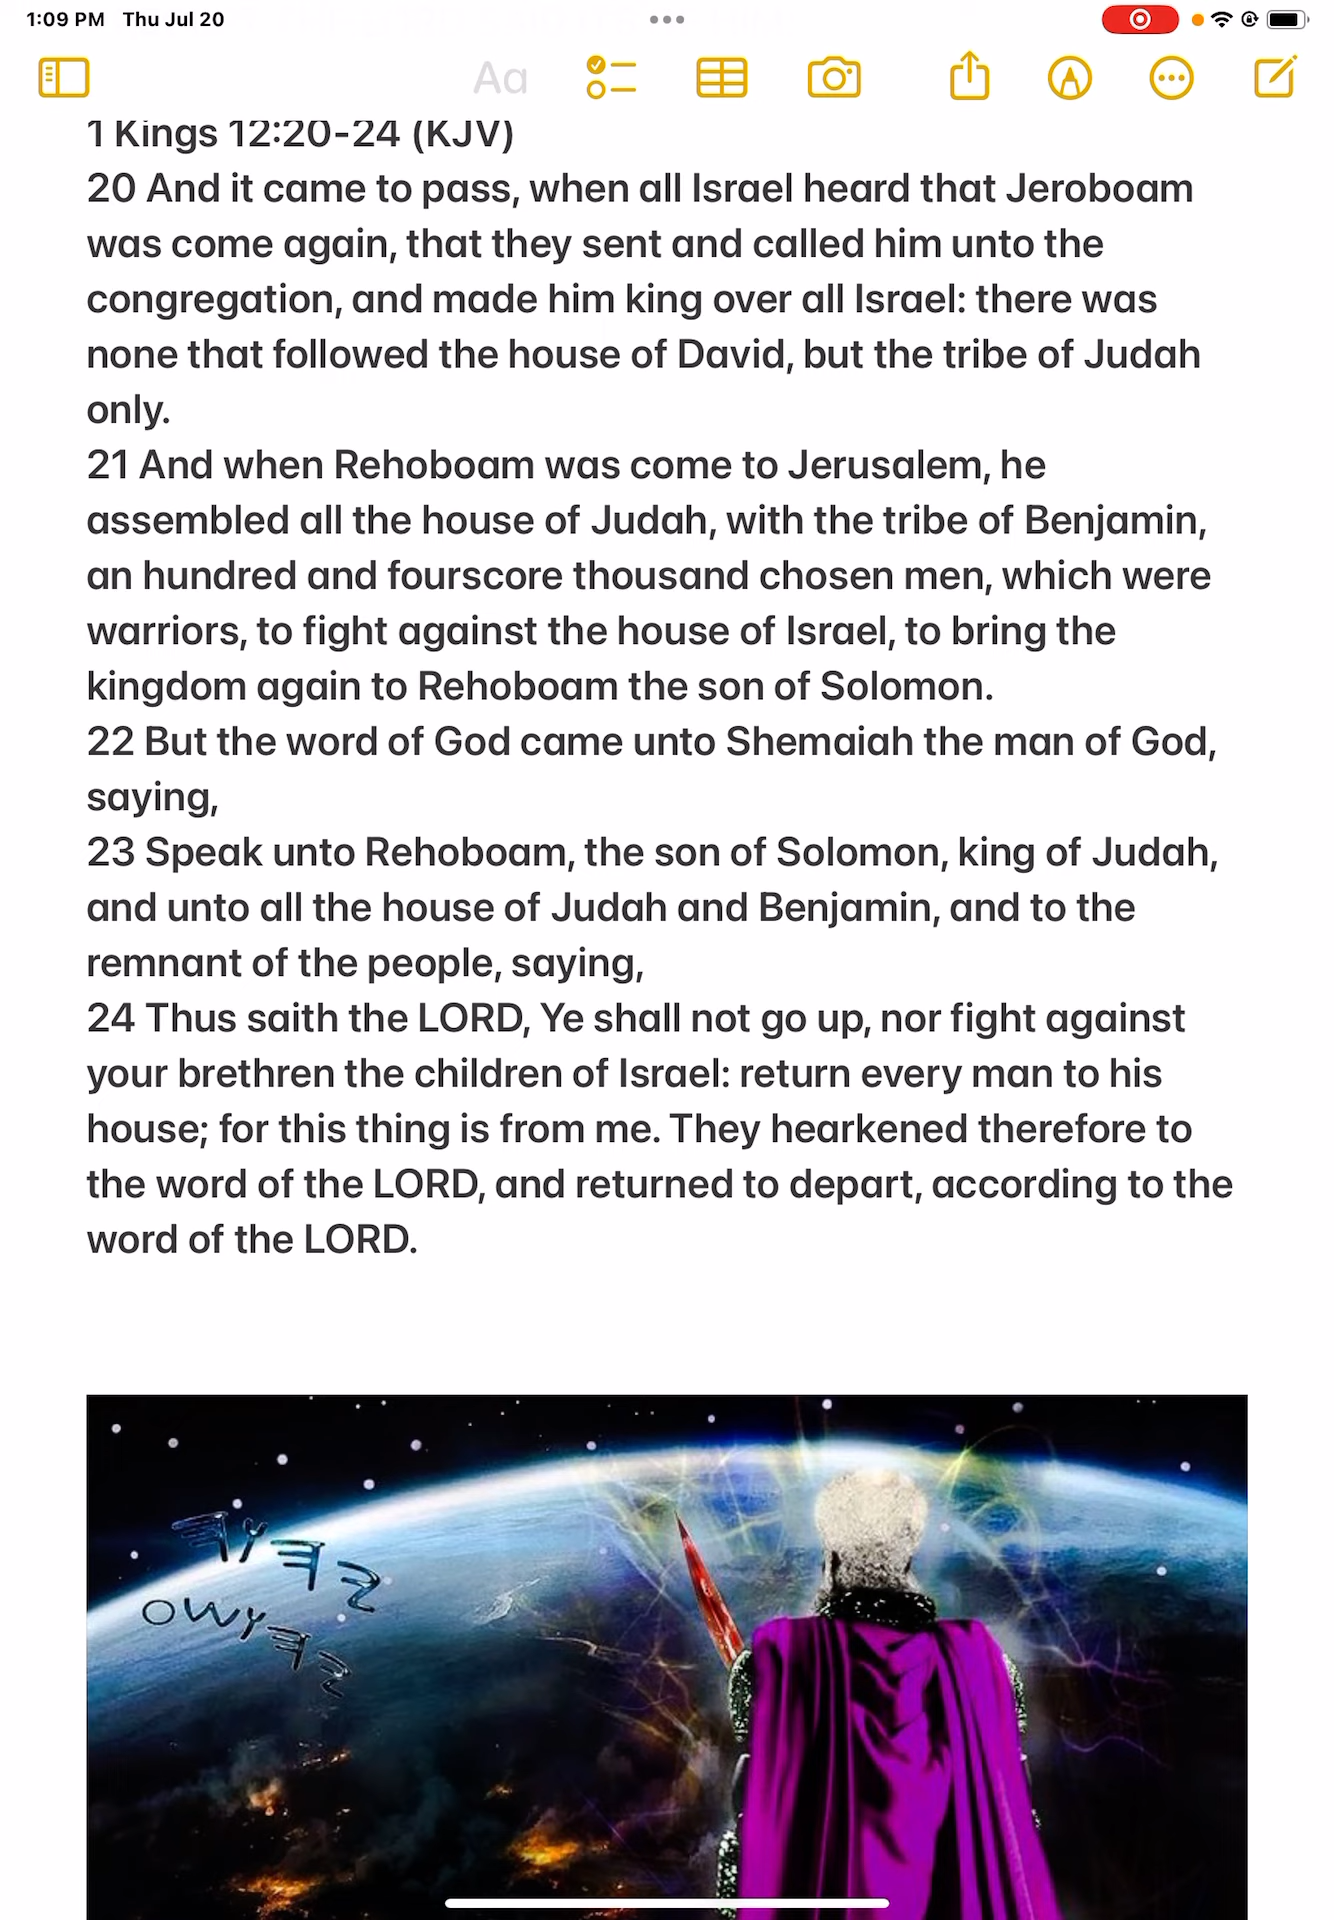 1:09 PM Thu Jul 20
Aa
1 Kings 12:20-24 (KJV)
20 And it came to pass, when all Israel heard that Jeroboam
was come again, that they sent and called him unto the
congregation, and made him king over all Israel: there was
none that followed the house of David, but the tribe of Judah
only.
21 And when Rehoboam was come to Jerusalem, he
assembled all the house of Judah, with the tribe of Benjamin,
an hundred and fourscore thousand chosen men, which were
warriors, to fight against the house of Israel, to bring the
kingdom again to Rehoboam the son of Solomon.
22 But the word of God came unto Shemaiah the man of God,
saying,
23 Speak unto Rehoboam, the son of Solomon, king of Judah,
and unto all the house of Judah and Benjamin, and to the
remnant of the people, saying,
24 Thus saith the LORD, Ye shall not go up, nor fight against
your brethren the children of Israel: return every man to his
house; for this thing is from me. They hearkened therefore to
the word of the LORD, and returned to depart, according to the
word of the LORD.
𐤉𐤄𐤅𐤄
𐤉𐤄𐤅𐤔𐤏